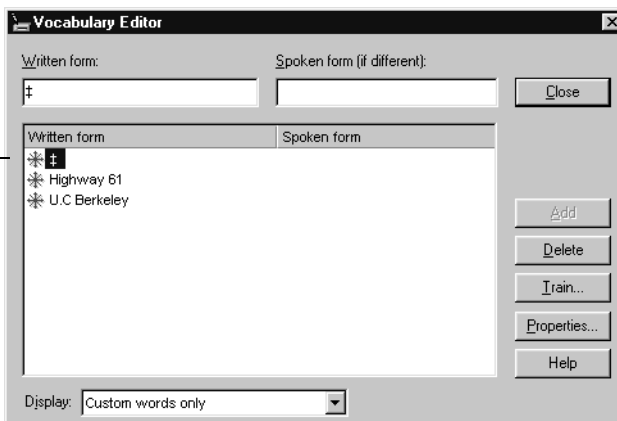 Vocabulary Editor
Written form: Spoken form (if different):
‡ Close
Written form Spoken form
‡
Highway 61
U.C Berkeley
Add
Delete
Train...
Properties...
Help
Display: Custom words only